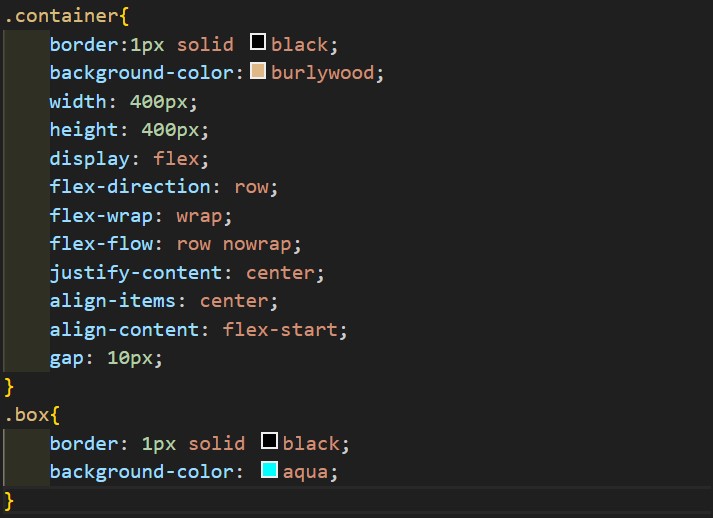 .container{
border:1px solid black;
background-color: burlywood;
width: 400px;
height: 400px;
display: flex;
flex-direction: row;
flex-wrap: wrap;
flex-flow: row nowrap;
justify-content: center;
align-items: center;
align-content: flex-start;
gap: 10px;
}
.box{
border: 1px solid black;
background-color: aqua;
}